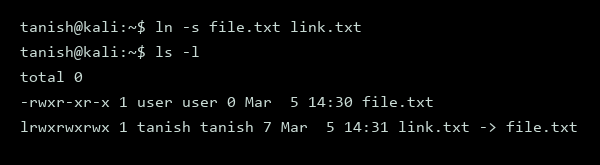 tanish@kali:~$ ln -s file.txt link.txt
tanish@kali:~$ ls -l
total 0
-rwxr-xr-x 1 user user 0 Mar  5 14:30 file.txt
lrwxrwxrwx 1 tanish tanish 7 Mar  5 14:31 link.txt -> file.txt